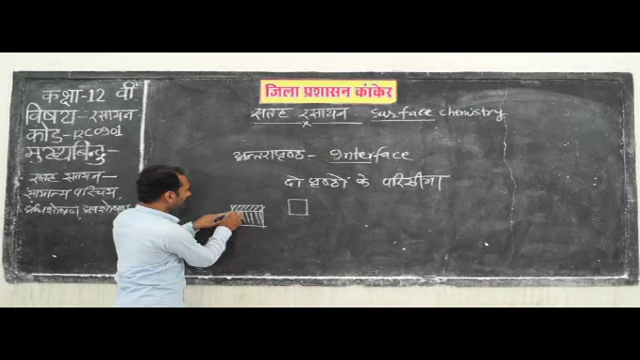 जिला प्रशासन कांकेर
कक्षा-12 वीं
विषय - रसायन
कोड-12C0901
मुख्यबिन्दु-
- सतह रसायन -
सामान्य परिचय
सतह रसायन Surface chemistry
अन्तरापृष्ठ - Interface
दो पृष्ठों के परिसीमा